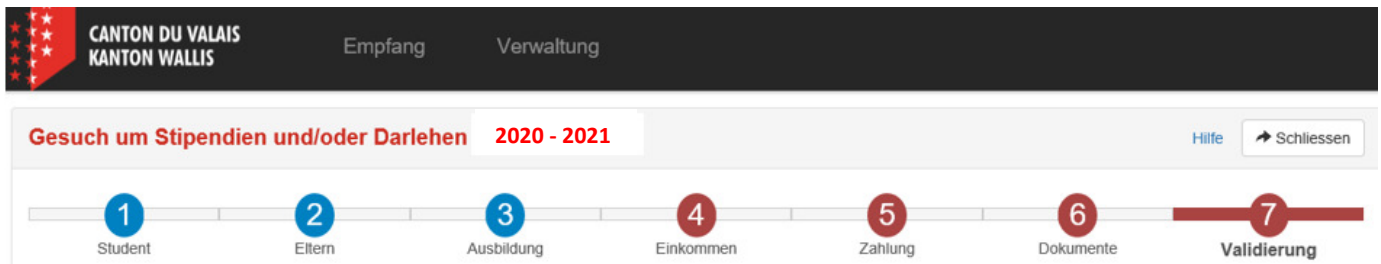 CANTON DU VALAIS
KANTON WALLIS
Empfang Verwaltung
Gesuch um Stipendien und/oder Darlehen 2020 - 2021
Hilfe Schliessen
1 2 3 4 5 6 7
Student Eltern Ausbildung Einkommen Zahlung Dokumente Validierung